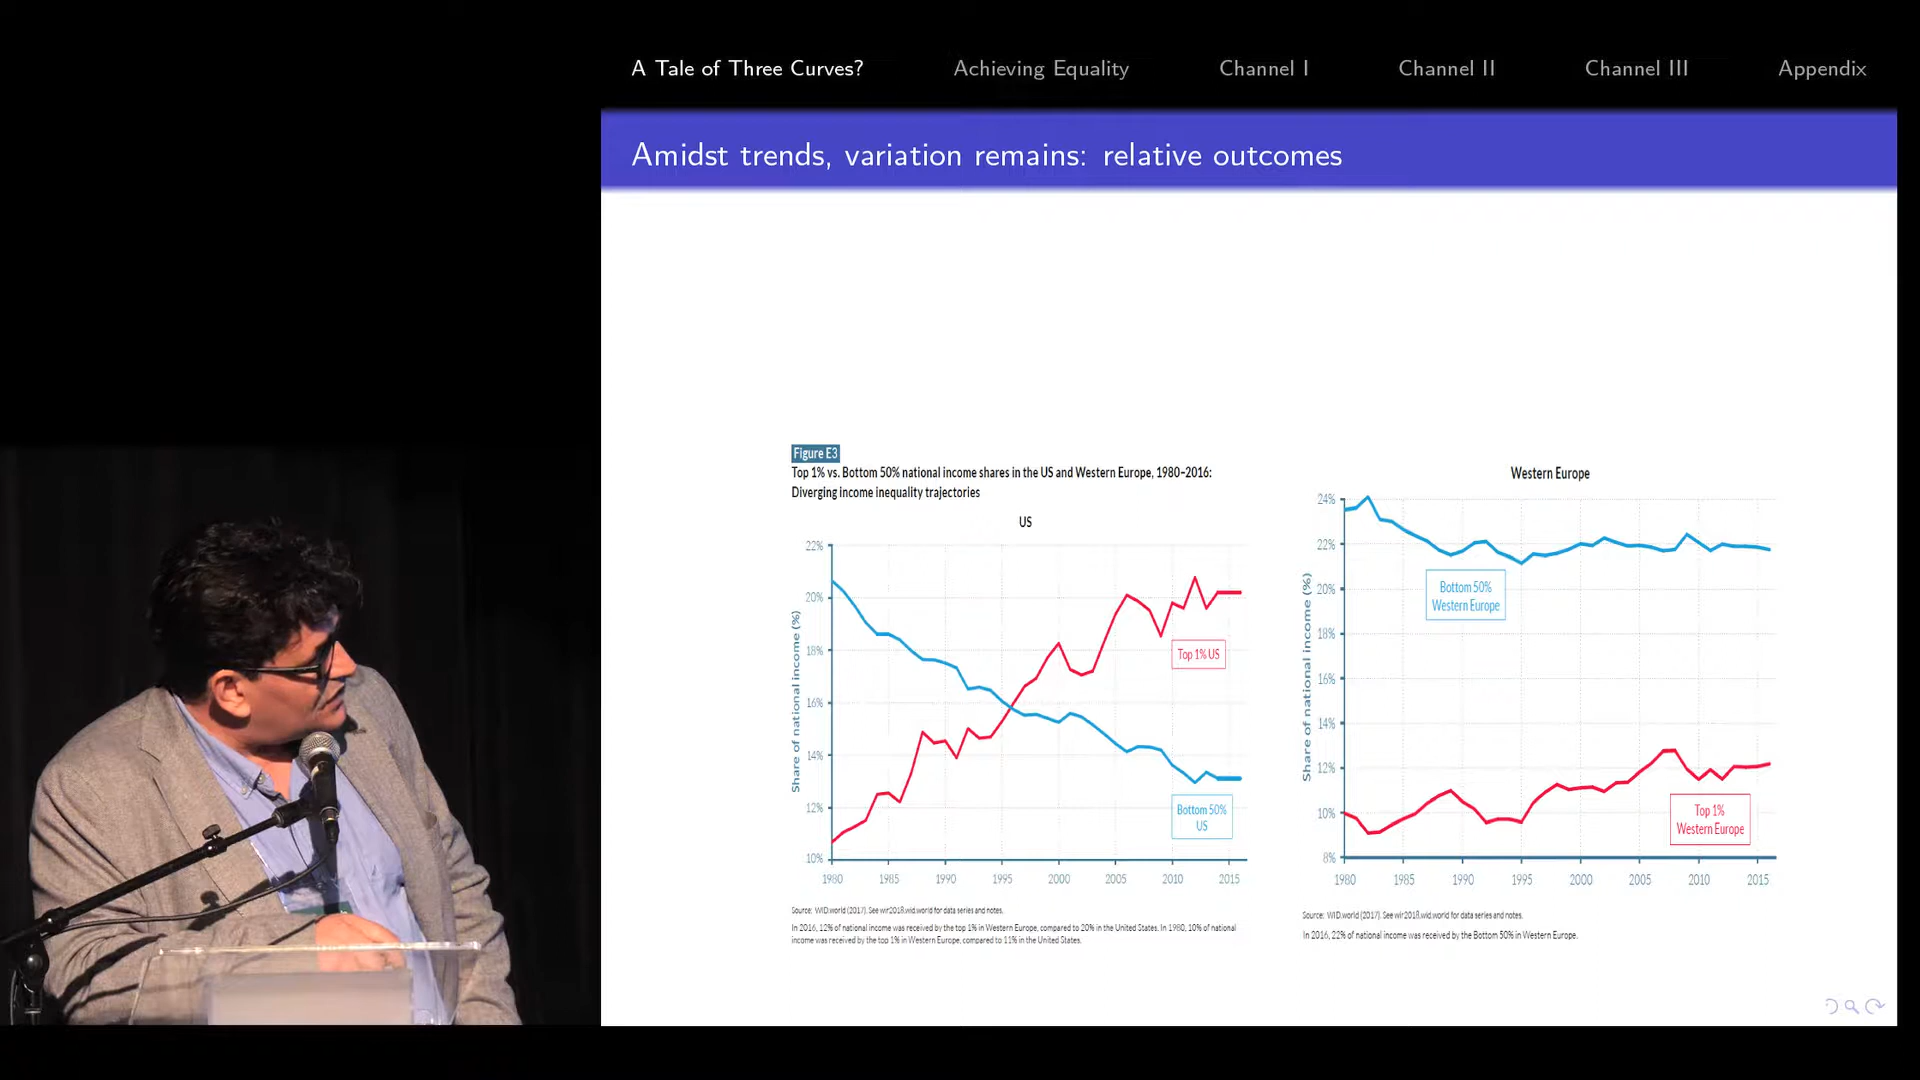 A Tale of Three Curves? Achieving Equality Channel I Channel II Channel III Appendix
Amidst trends, variation remains: relative outcomes
Figure E3
Top 1% vs. Bottom 50% national income shares in the US and Western Europe, 1980–2016:
Diverging income inequality trajectories
US
22%
20%
18%
16%
14%
12%
10%
Share of national income (%)
Top 1% US
Bottom 50%
US
1980 1985 1990 1995 2000 2005 2010 2015
Source: WID.world (2017). See wir2018.wid.world for data series and notes.
In 2016, 12% of national income was received by the top 1% in Western Europe, compared to 20% in the United States. In 1980, 10% of national
income was received by the top 1% in Western Europe, compared to 11% in the United States.
Western Europe
24%
22%
20%
18%
16%
14%
12%
10%
8%
Share of national income (%)
Bottom 50%
Western Europe
Top 1%
Western Europe
1980 1985 1990 1995 2000 2005 2010 2015
Source: WID.world (2017). See wir2018.wid.world for data series and notes.
In 2016, 22% of national income was received by the Bottom 50% in Western Europe.